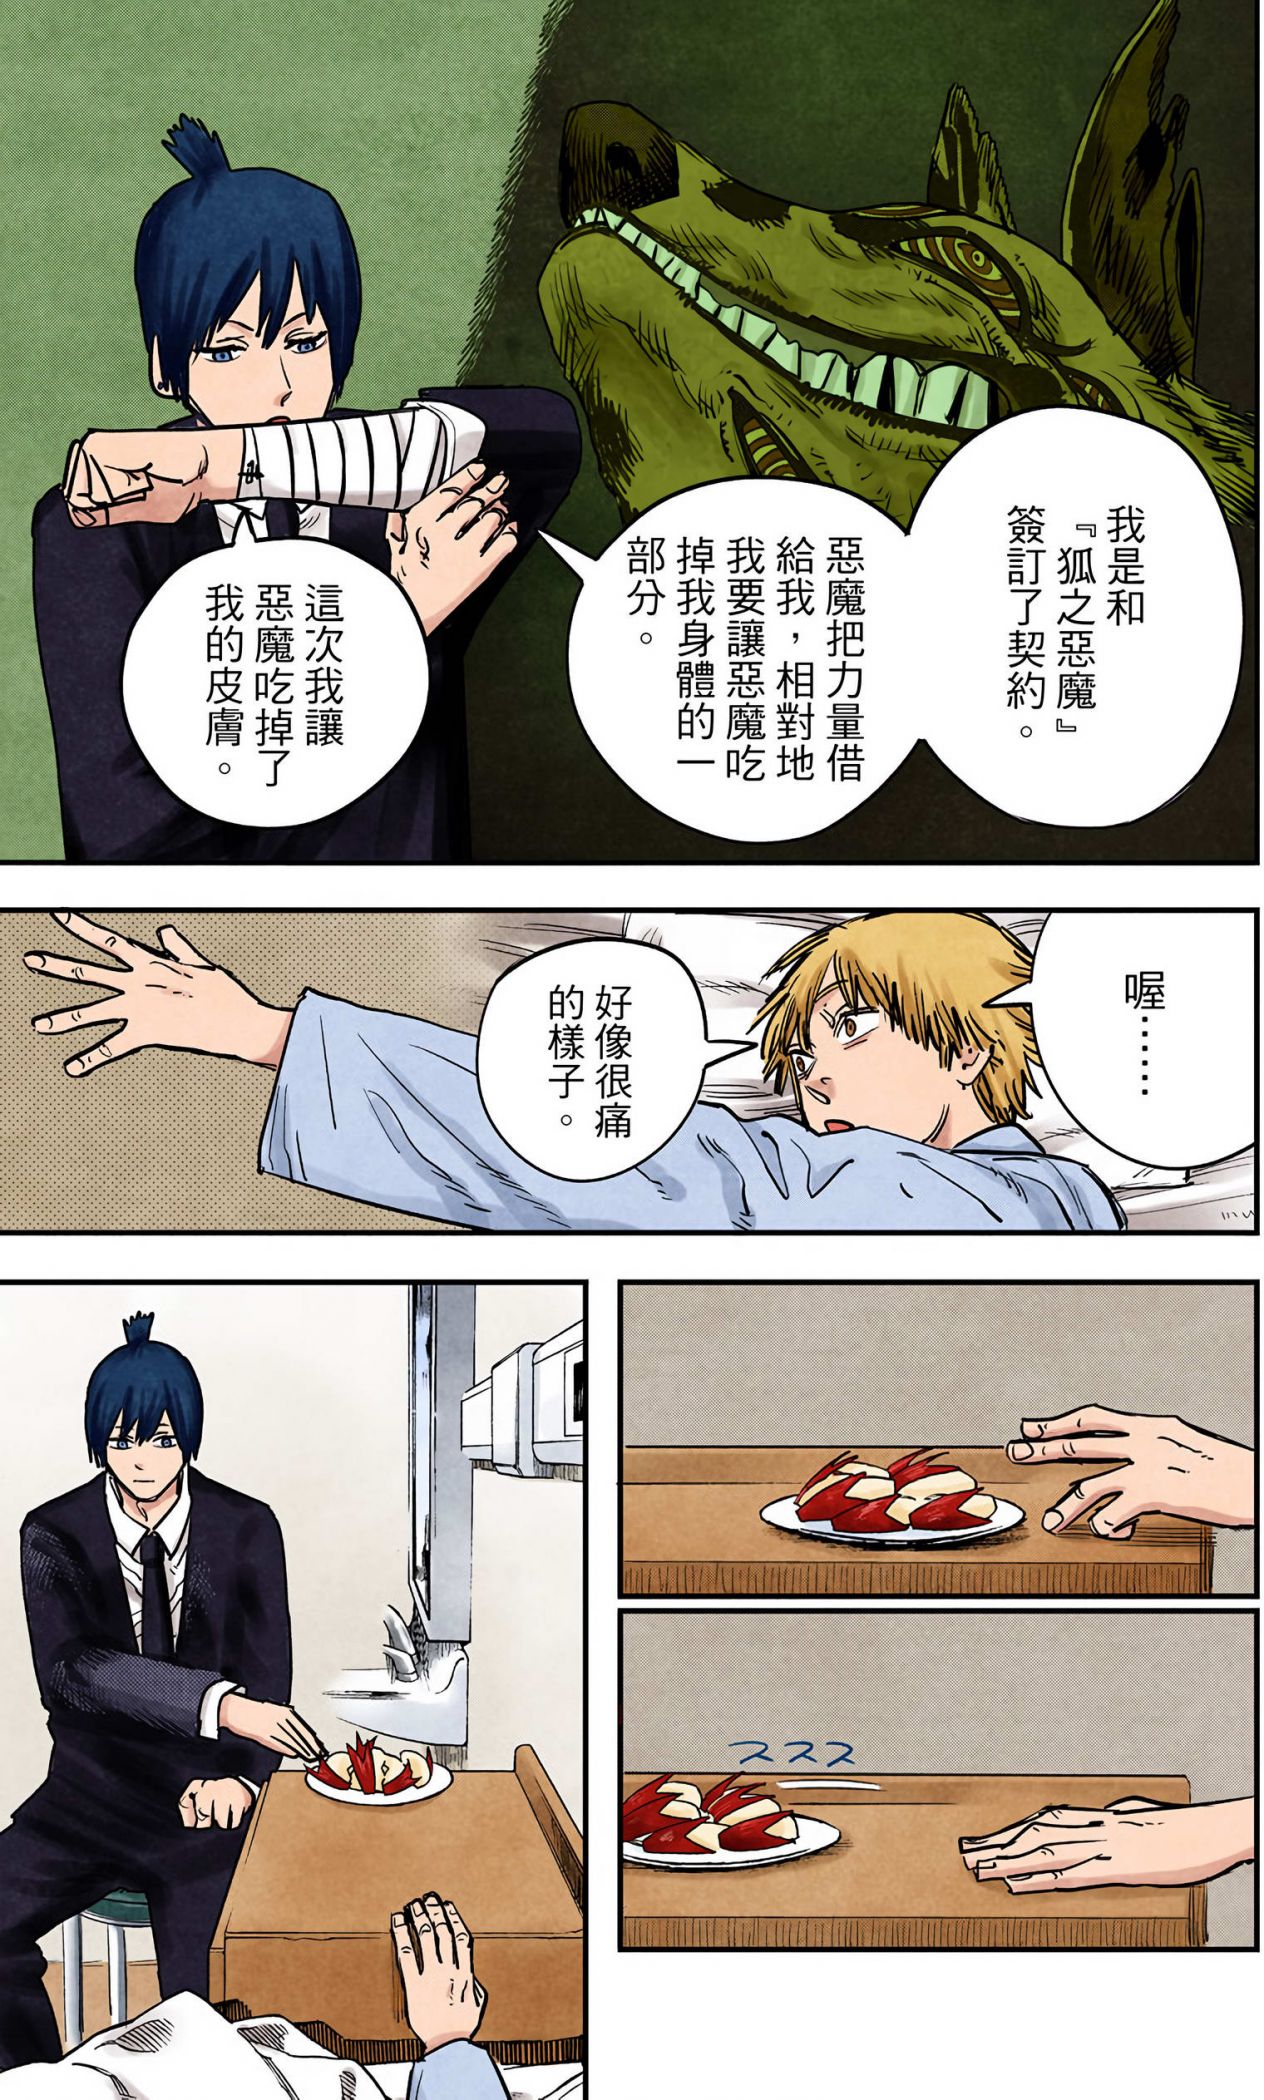 我是和
『狐之惡魔』
簽訂了契約。
惡魔把力量借
給我，相對地
我要讓惡魔吃
掉我身體的一
部分。
這次我讓
惡魔吃掉了
我的皮膚。
喔……
好像很痛
的樣子。
ススス